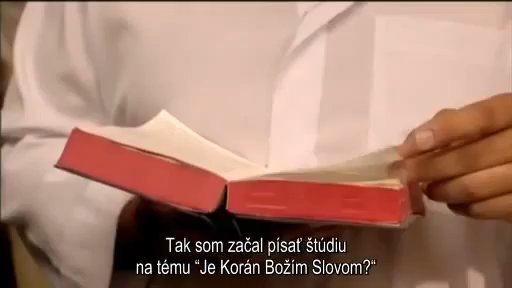 Tak som začal písať štúdiu
na tému “Je Korán Božím Slovom?“